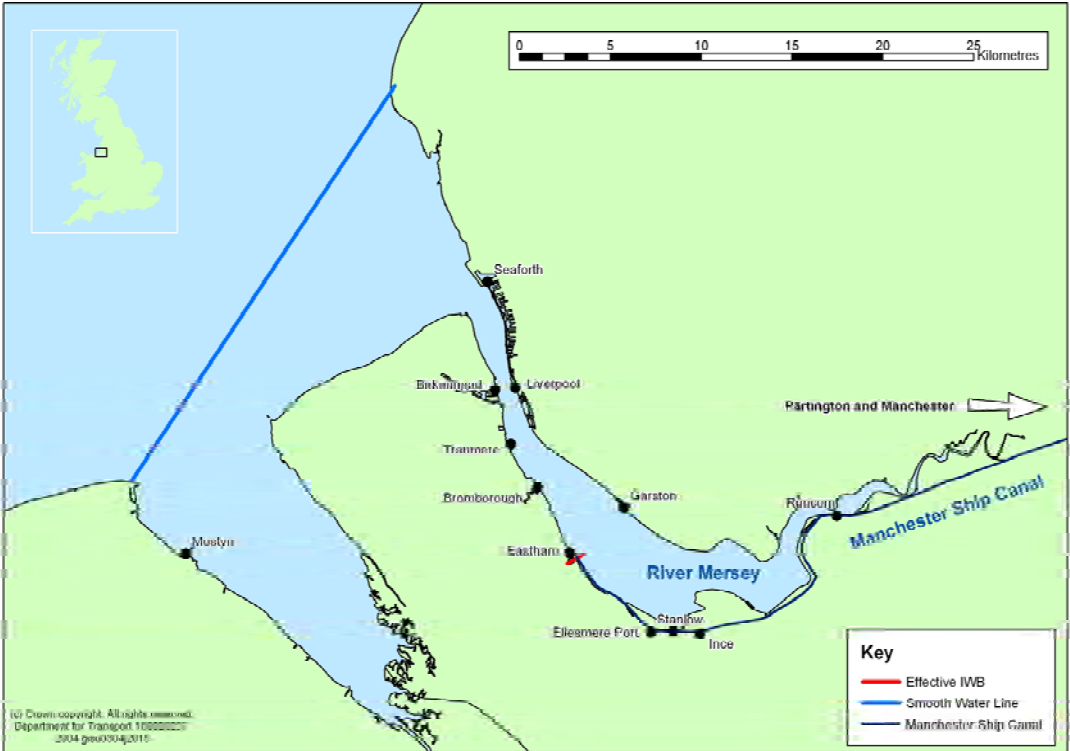 0 5 10 15 20 25
Kilometres
Seaforth
Birkenhead
Liverpool
Partington and Manchester
Tranmere
Bromborough
Garston
Runcorn
Manchester Ship Canal
Mostyn
Eastham
River Mersey
Stanlow
Ellesmere Port
Ince
Key
Effective IWB
Smooth Water Line
Manchester Ship Canal
(c) Crown copyright. All rights reserved.
Department for Transport